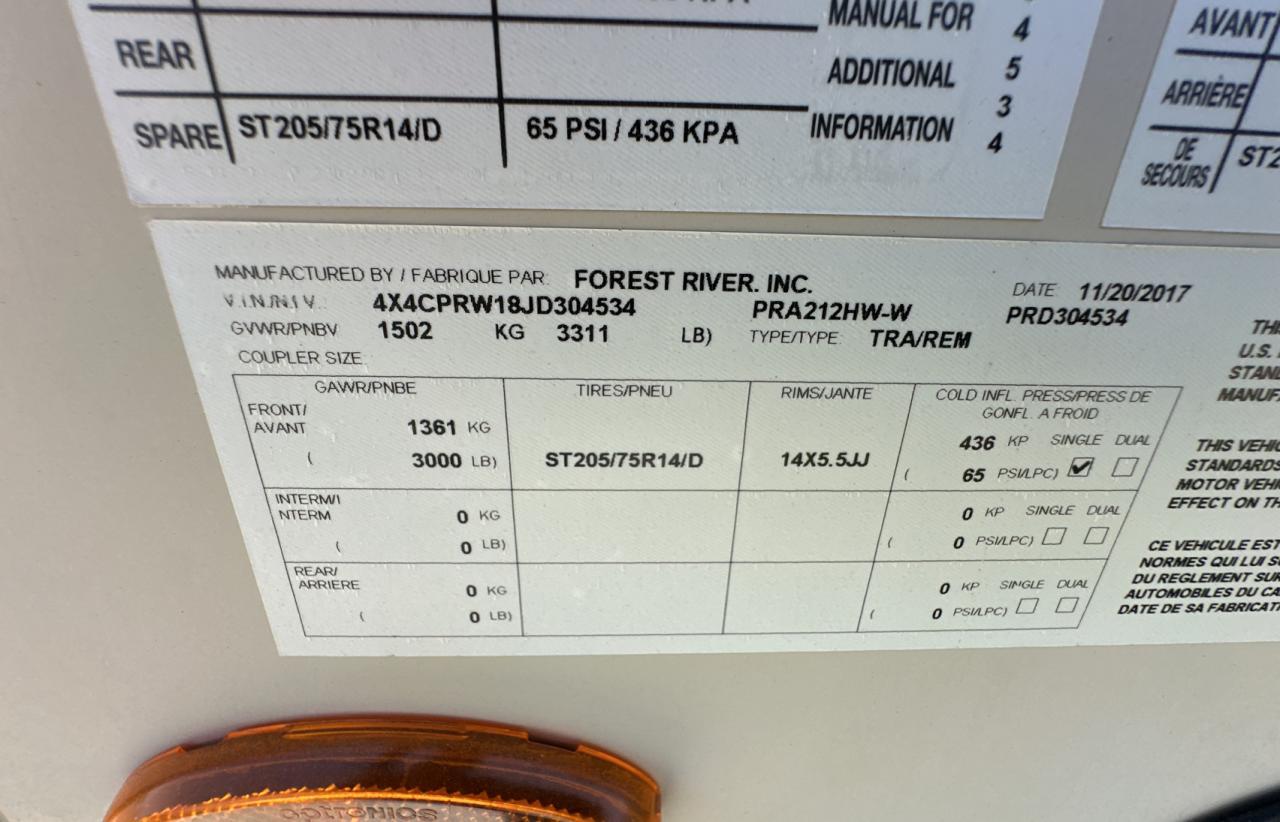 MANUAL FOR
4
AVANT
REAR
ADDITIONAL
5
ARRIÈRE
3
SPARE ST205/75R14/D 65 PSI / 436 KPA
INFORMATION
4
DE
SECOURS ST2
MANUFACTURED BY / FABRIQUE PAR: FOREST RIVER. INC. DATE: 11/20/2017
V.I.N./N.I.V.: 4X4CPRW18JD304534 PRA212HW-W PRD304534
GVWR/PNBV 1502 KG 3311 LB) TYPE/TYPE: TRA/REM
COUPLER SIZE:
GAWR/PNBE TIRES/PNEU RIMS/JANTE COLD INFL. PRESS/PRESS DE
GONFL. A FROID
FRONT/
AVANT 1361 KG 436 KP SINGLE DUAL
( 3000 LB) ST205/75R14/D 14X5.5JJ ( 65 PSI/LPC)
INTERM/I
NTERM 0 KG 0 KP SINGLE DUAL
( 0 LB) ( 0 PSI/LPC)
REAR/
ARRIERE 0 KG 0 KP SINGLE DUAL
( 0 LB) ( 0 PSI/LPC)
U.S.
THIS VEHIC
STANDARDS
MOTOR VEHI
EFFECT ON TH
CE VEHICULE EST
NORMES QUI LUI S
DU REGLEMENT SUR
AUTOMOBILES DU CA
DATE DE SA FABRICAT
optronics